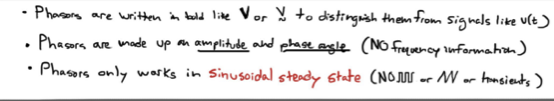 • Phasors are written in bold like V or V to distinguish them from signals like v(t)
• Phasors are made up on amplitude and phase angle (NO frequency information)
• Phasors only works in sinusoidal steady state (NO or or transients)